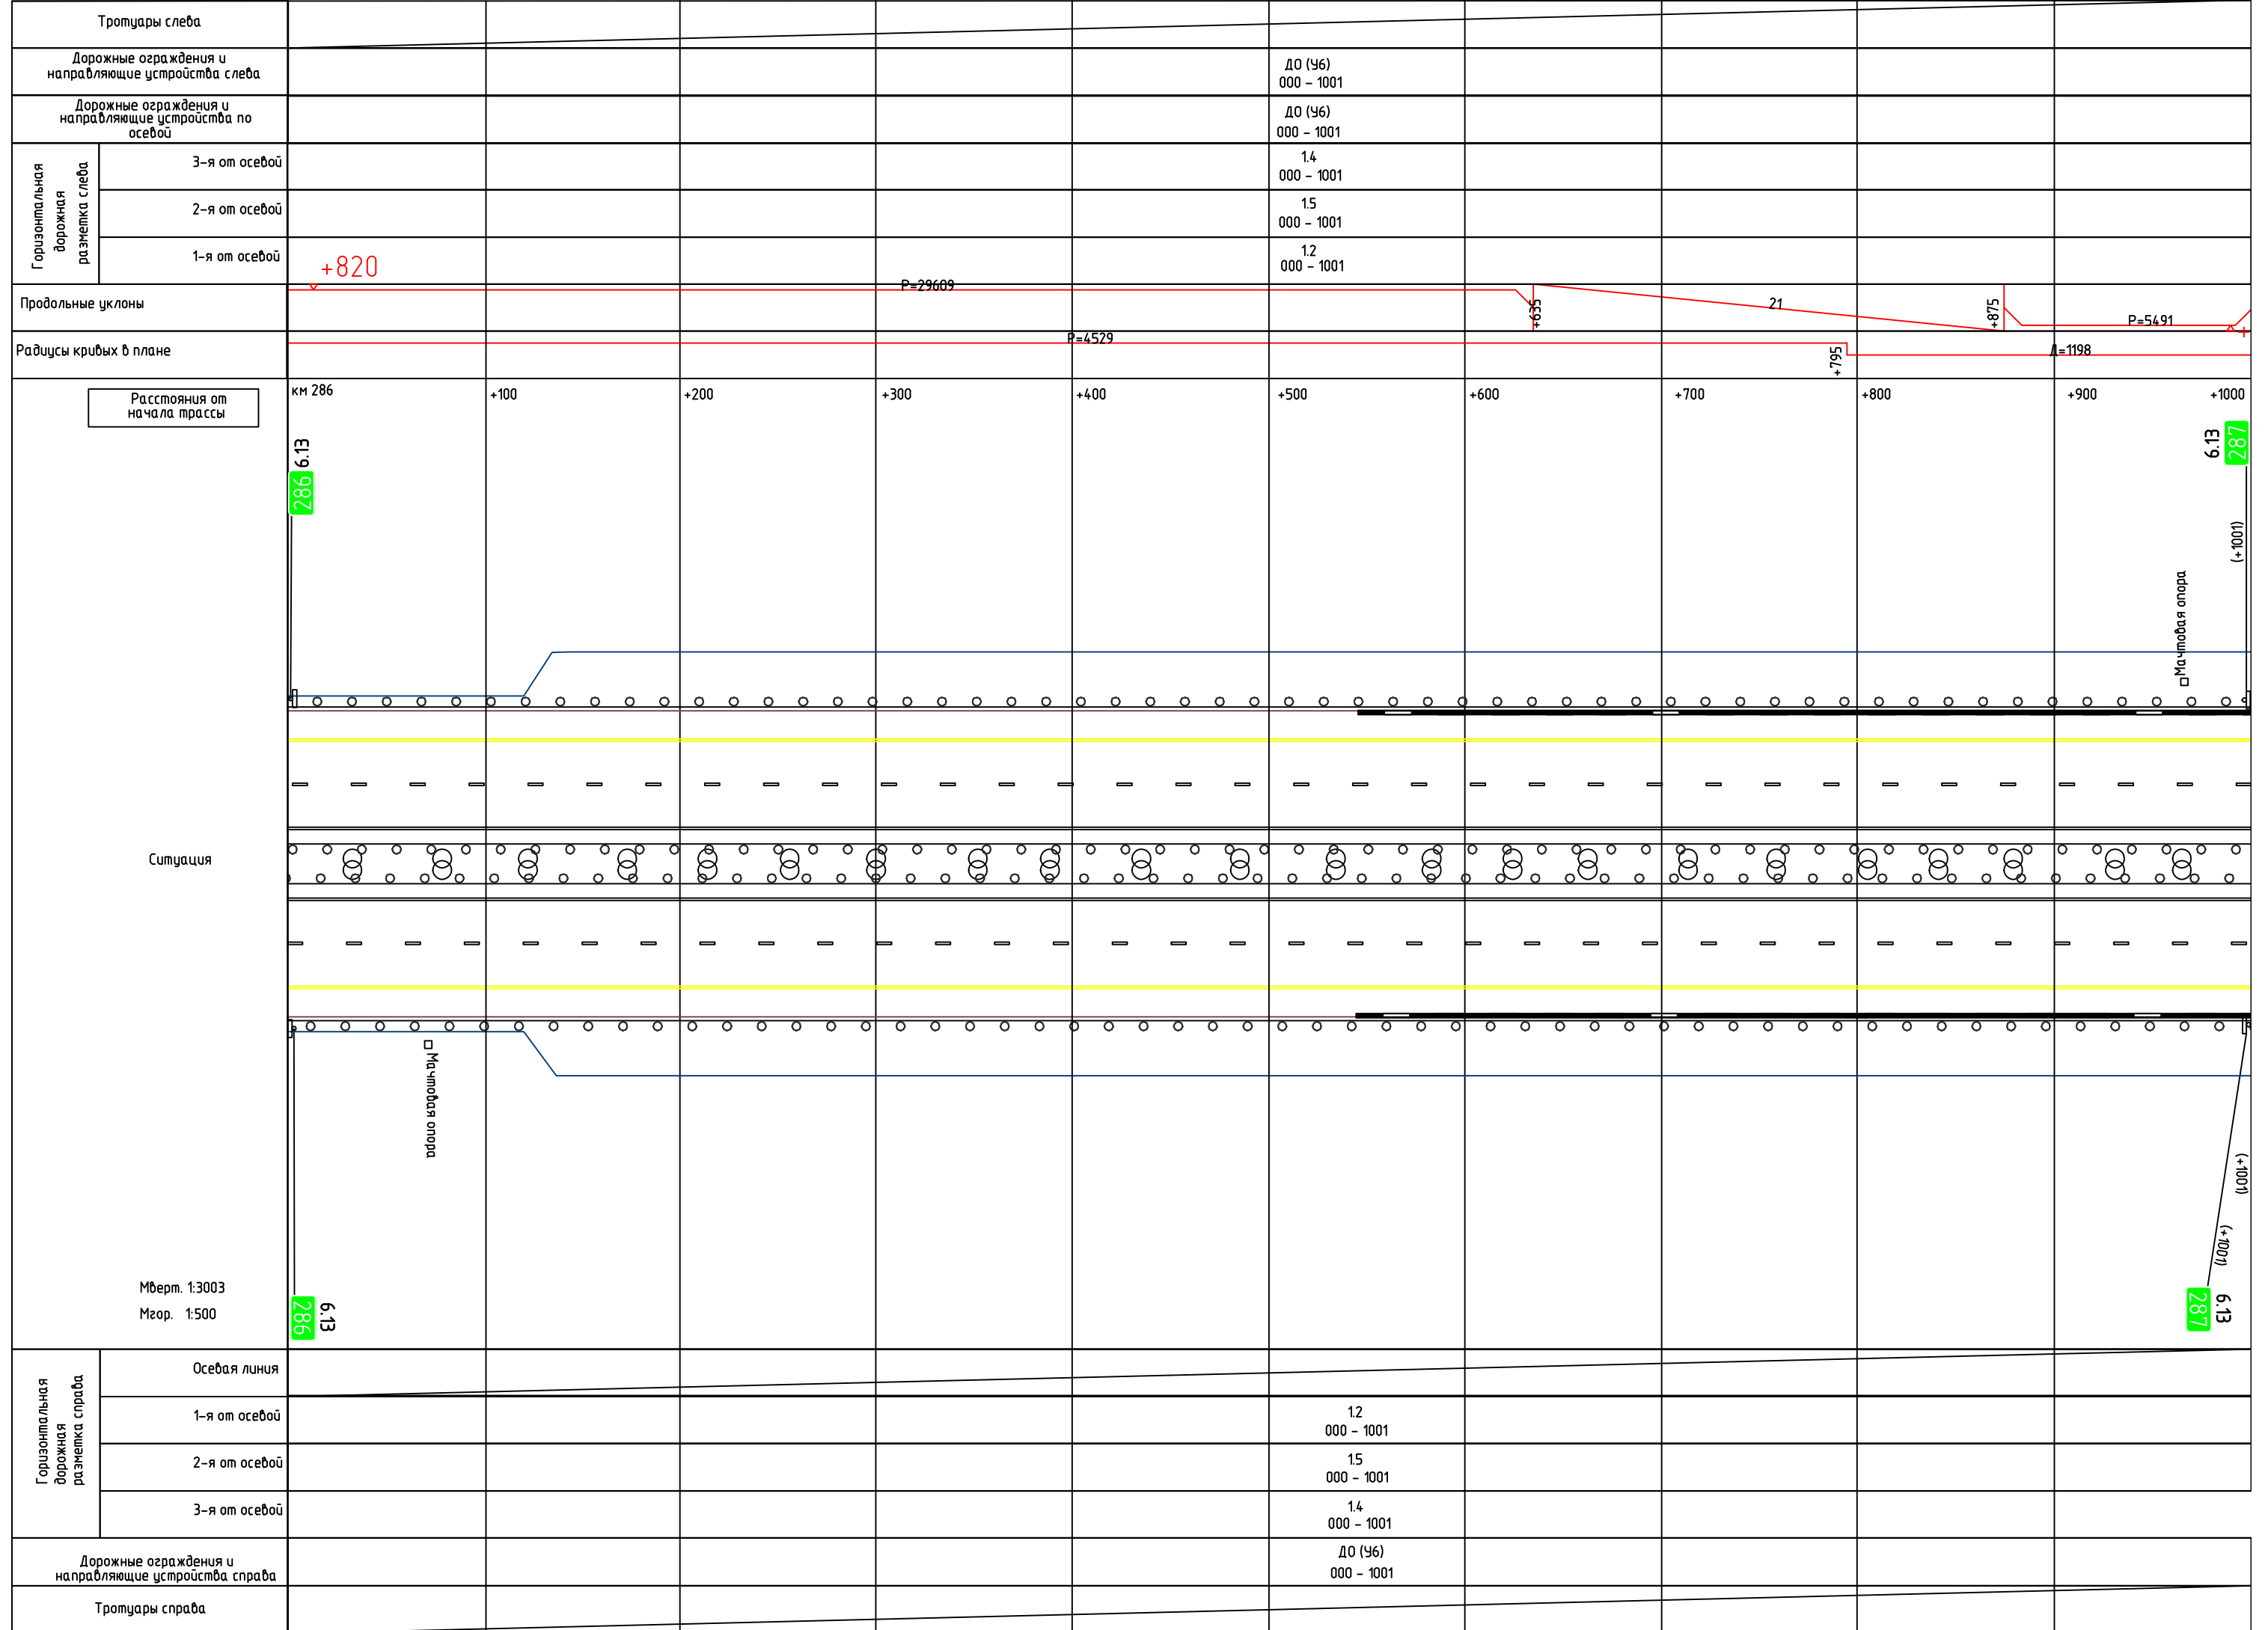 Тротуары слева
Дорожные ограждения и
направляющие устройства слева
ДО (У6)
000 – 1001
Дорожные ограждения и
направляющие устройства по
осевой
ДО (У6)
000 – 1001
Горизонтальная
дорожная
разметка слева
3–я от осевой
1.4
000 – 1001
2–я от осевой
1.5
000 – 1001
1–я от осевой
1.2
000 – 1001
+820
Продольные уклоны
Р=29689
+635
21
+875
Р=5491
Радиусы кривых в плане
Р=4529
+795
Д=1198
Расстояния от
начала трассы
км 286
+100
+200
+300
+400
+500
+600
+700
+800
+900
+1000
6.13
286
6.13
287
(+1001)
Мачтовая опора
Ситуация
Мачтовая опора
(+1001)
(+1001)
Мверт. 1:3003
Мгор. 1:500
286
6.13
287
6.13
Горизонтальная
дорожная
разметка справа
Осевая линия
1–я от осевой
1.2
000 – 1001
2–я от осевой
1.5
000 – 1001
3–я от осевой
1.4
000 – 1001
Дорожные ограждения и
направляющие устройства справа
ДО (У6)
000 – 1001
Тротуары справа